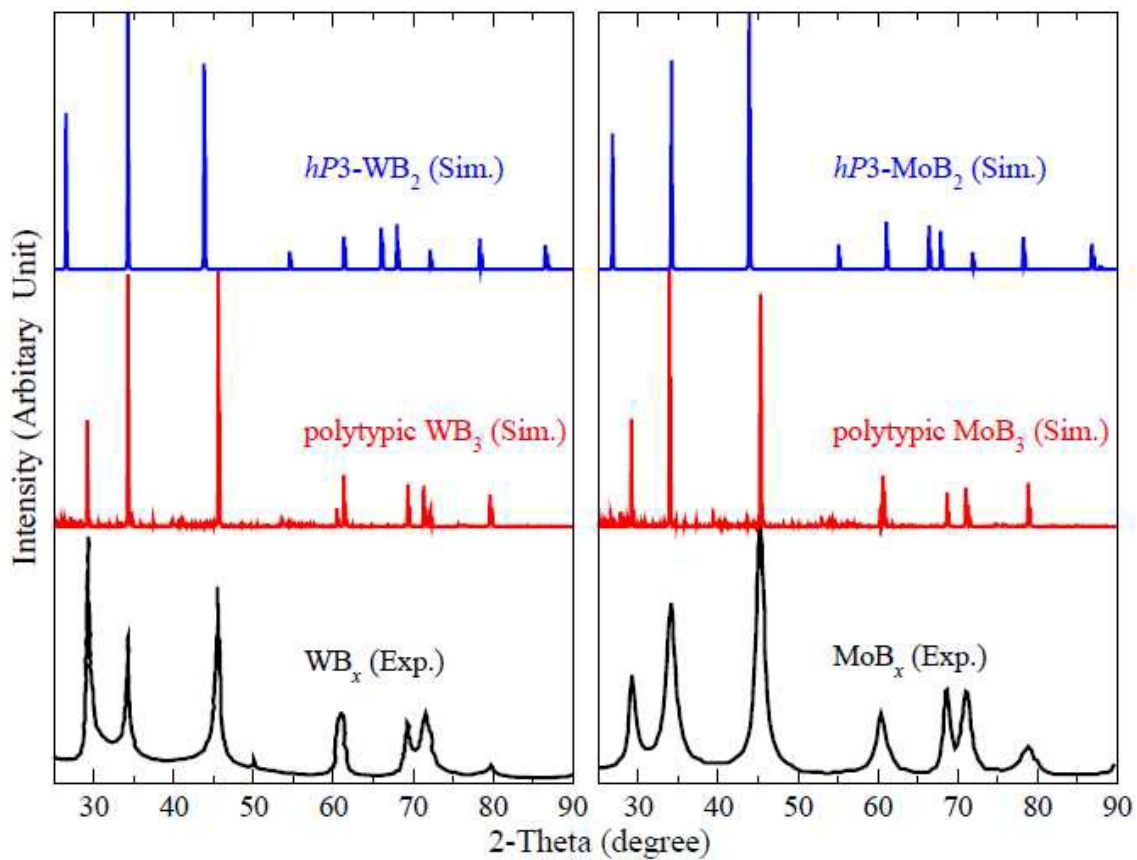 Intensity (Arbitary Unit)
hP3-WB2 (Sim.)
polytypic WB3 (Sim.)
WBx (Exp.)
30 40 50 60 70 80 90
hP3-MoB2 (Sim.)
polytypic MoB3 (Sim.)
MoBx (Exp.)
30 40 50 60 70 80 90
2-Theta (degree)